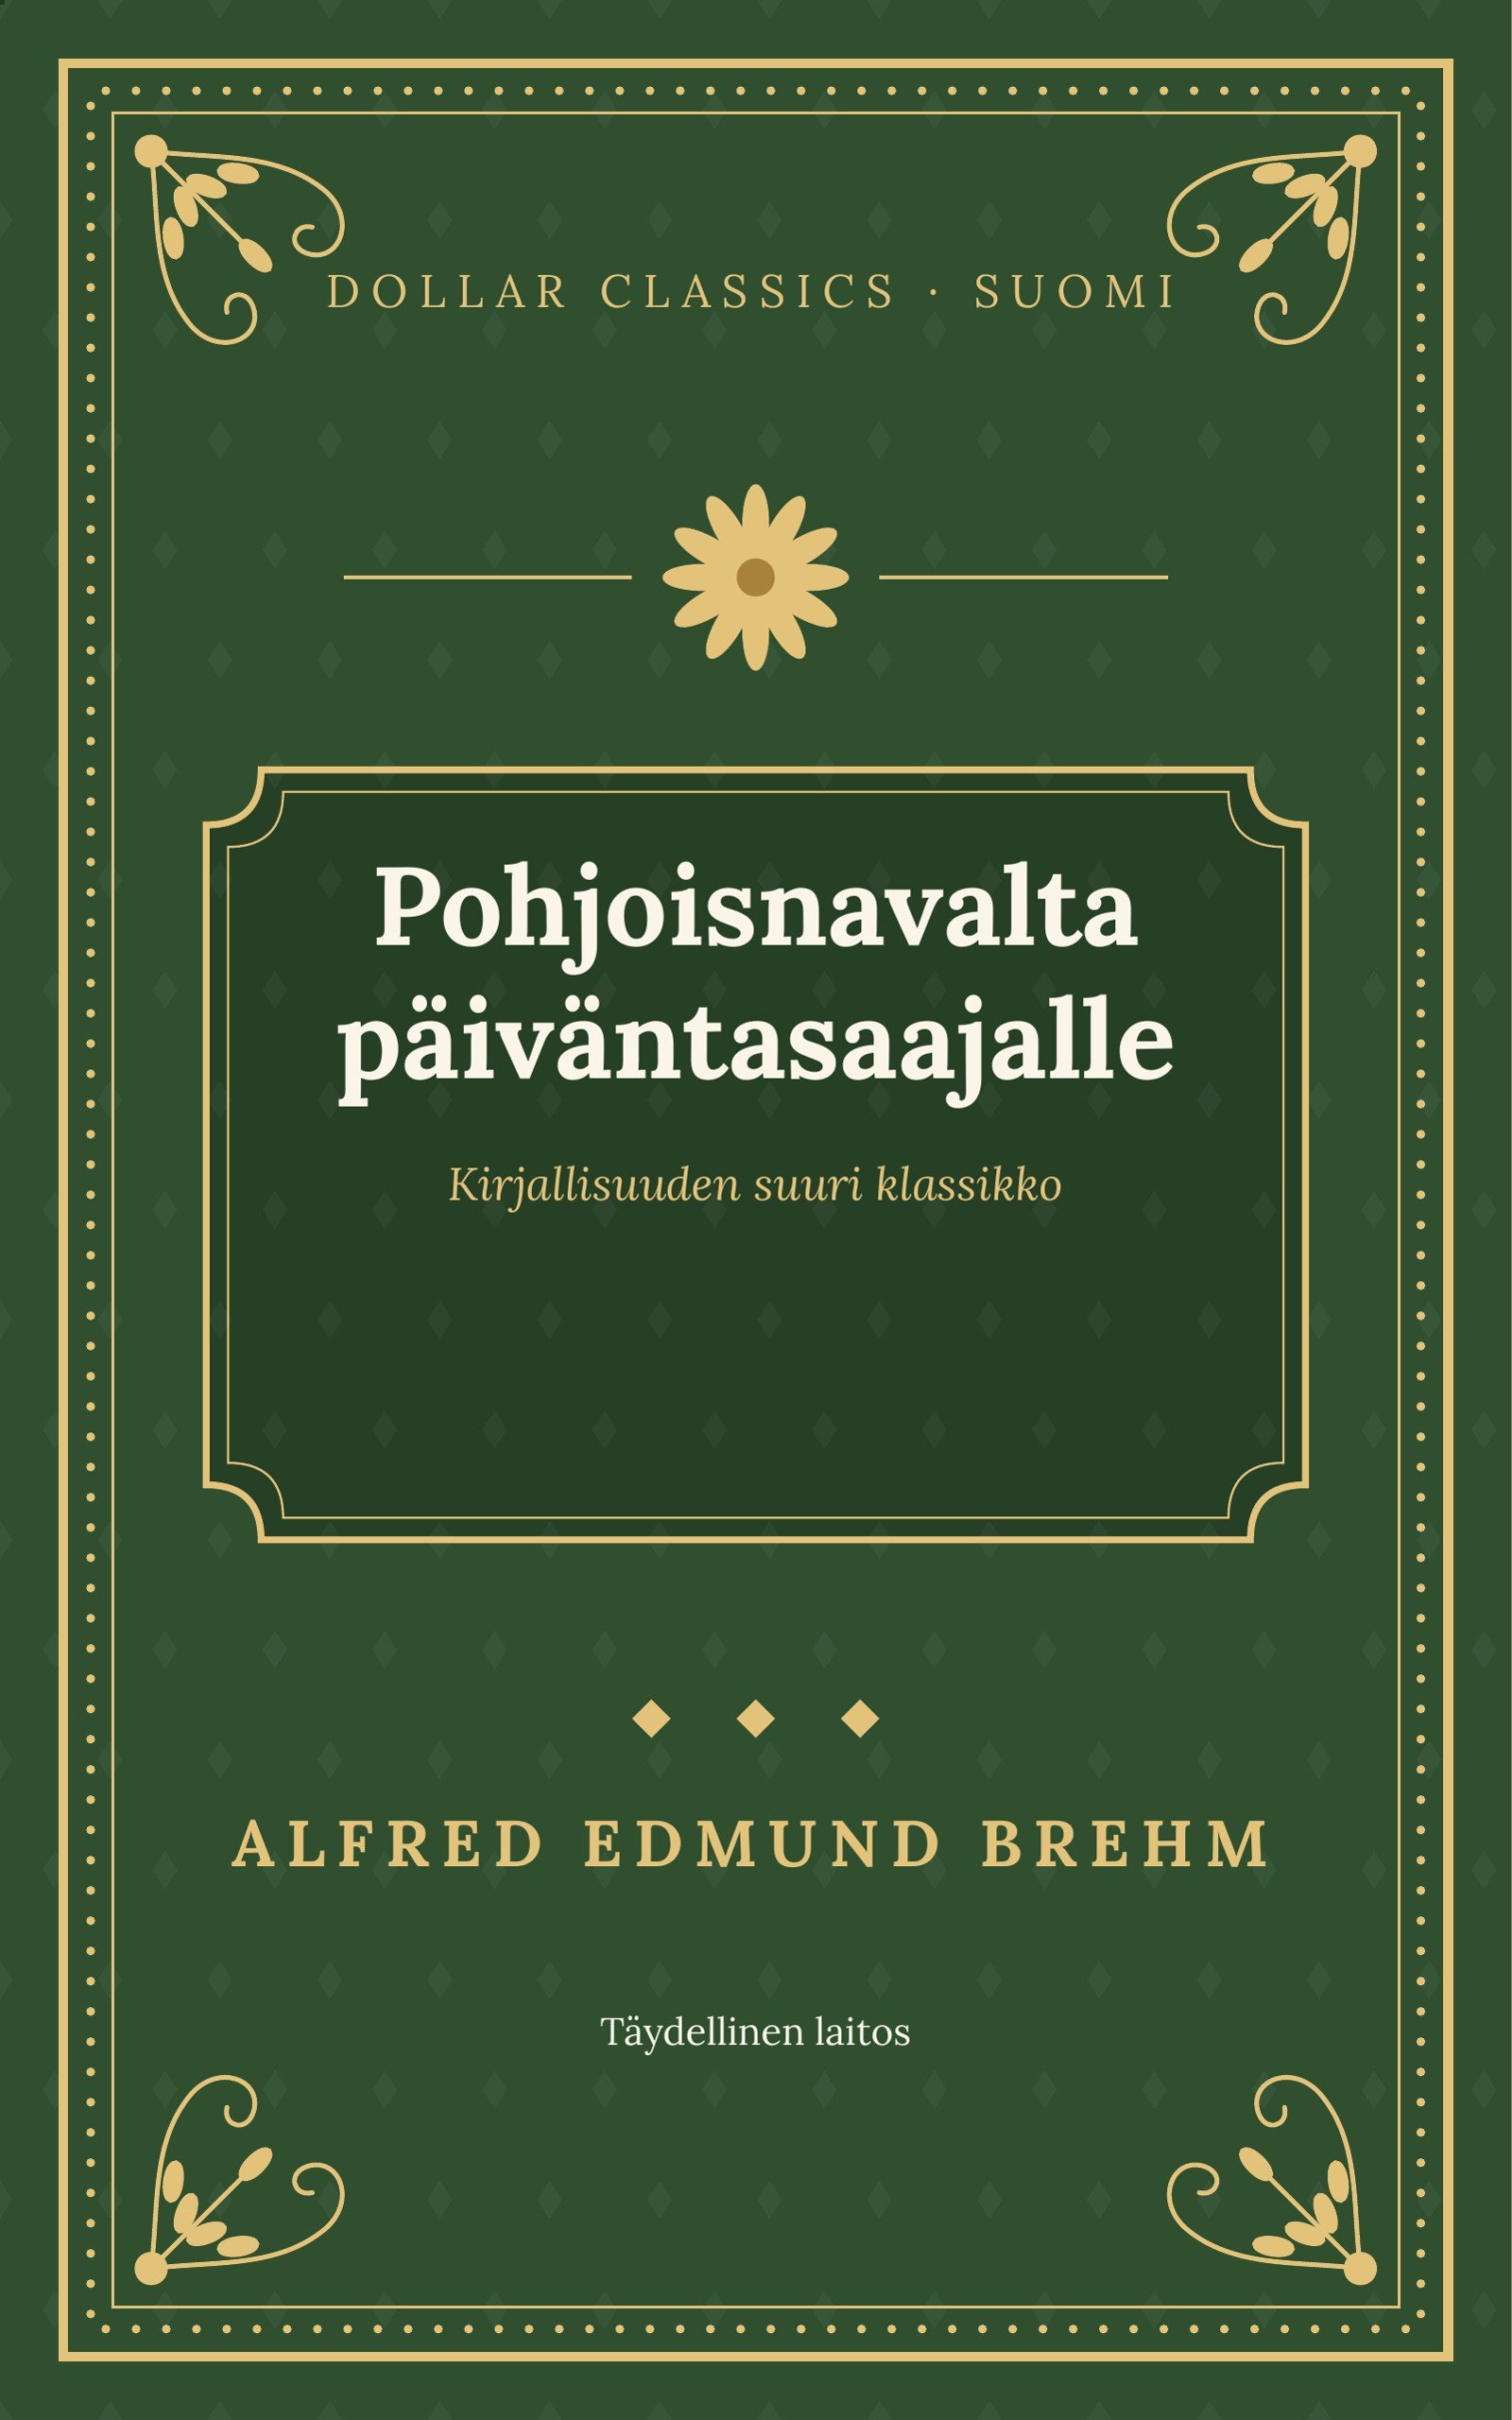 DOLLAR CLASSICS · SUOMI
Pohjoisnavalta
päiväntasaajalle
Kirjallisuuden suuri klassikko
ALFRED EDMUND BREHM
Täydellinen laitos